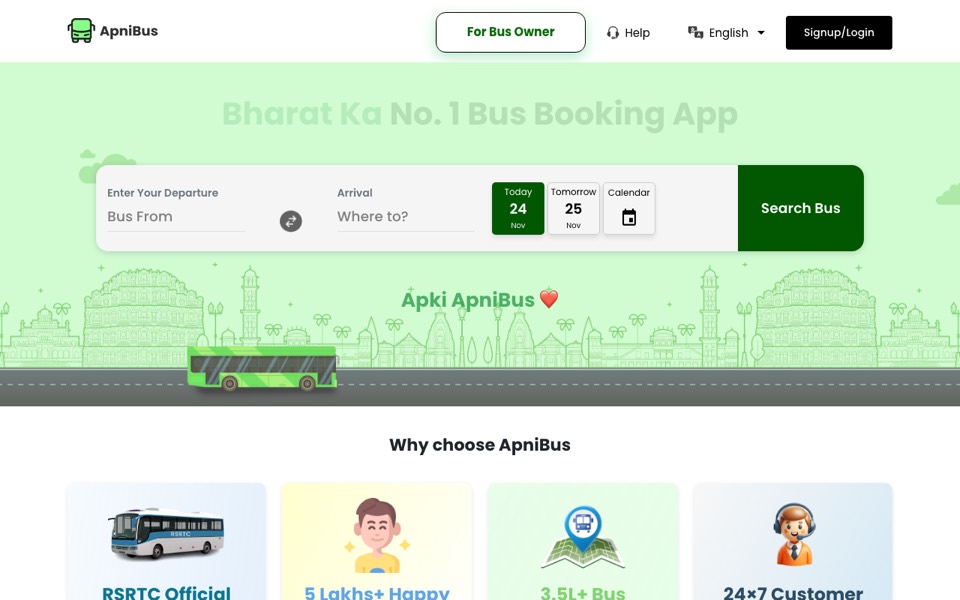 ApniBus
For Bus Owner
Help
English
Signup/Login
Bharat Ka No. 1 Bus Booking App
Enter Your Departure
Bus From
Arrival
Where to?
Today
24
Nov
Tomorrow
25
Nov
Calendar
Search Bus
Apki ApniBus ❤️
Why choose ApniBus
RSRTC
RSRTC Official
5 Lakhs+ Happy
3.5L+ Bus
24×7 Customer